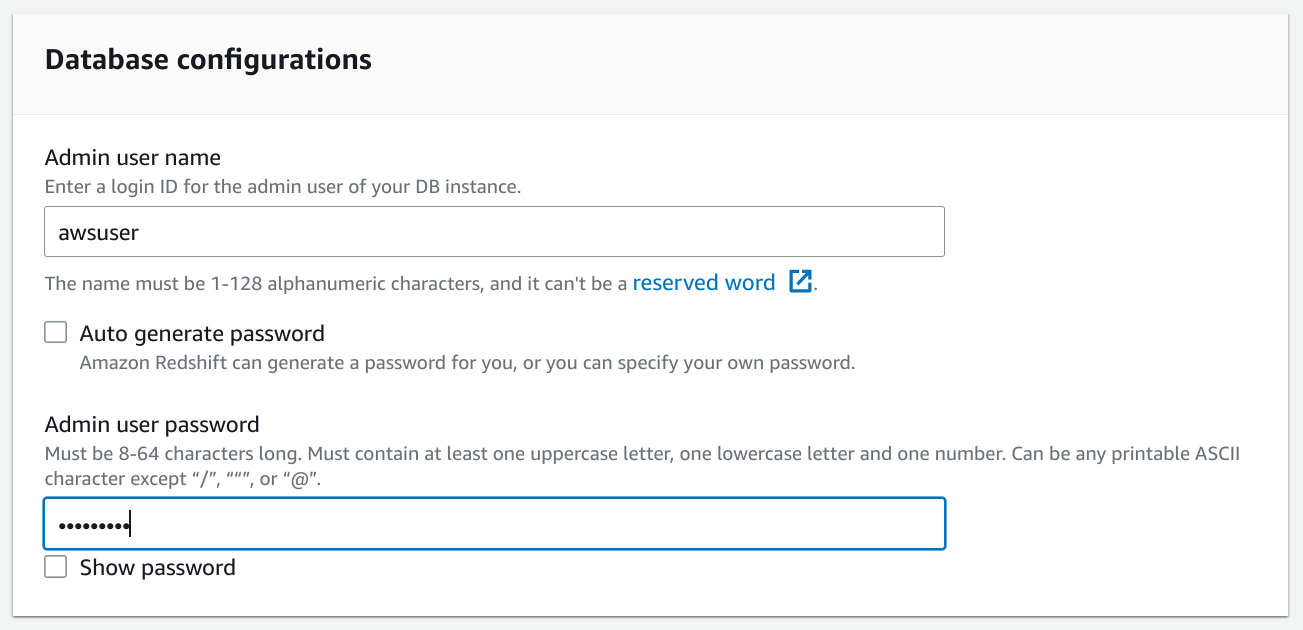 Database configurations
Admin user name
Enter a login ID for the admin user of your DB instance.
awsuser
The name must be 1-128 alphanumeric characters, and it can't be a reserved word .
Auto generate password
Amazon Redshift can generate a password for you, or you can specify your own password.
Admin user password
Must be 8-64 characters long. Must contain at least one uppercase letter, one lowercase letter and one number. Can be any printable ASCII
character except “/”, “““, or “@”.
•••••••••
Show password